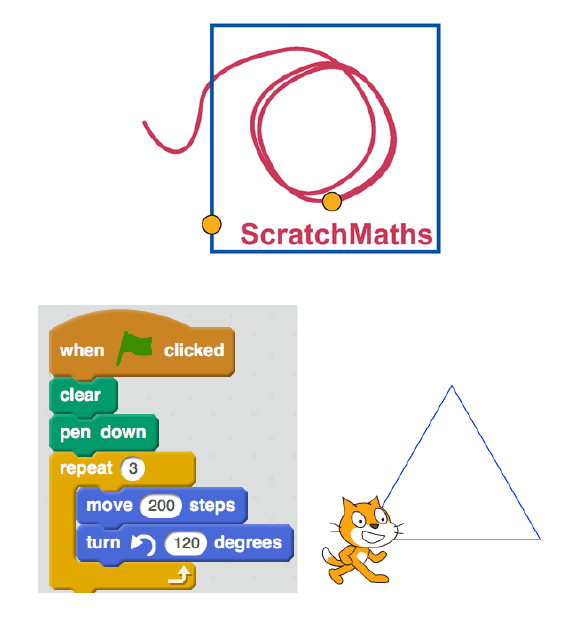 ScratchMaths
when clicked
clear
pen down
repeat 3
move 200 steps
turn 120 degrees